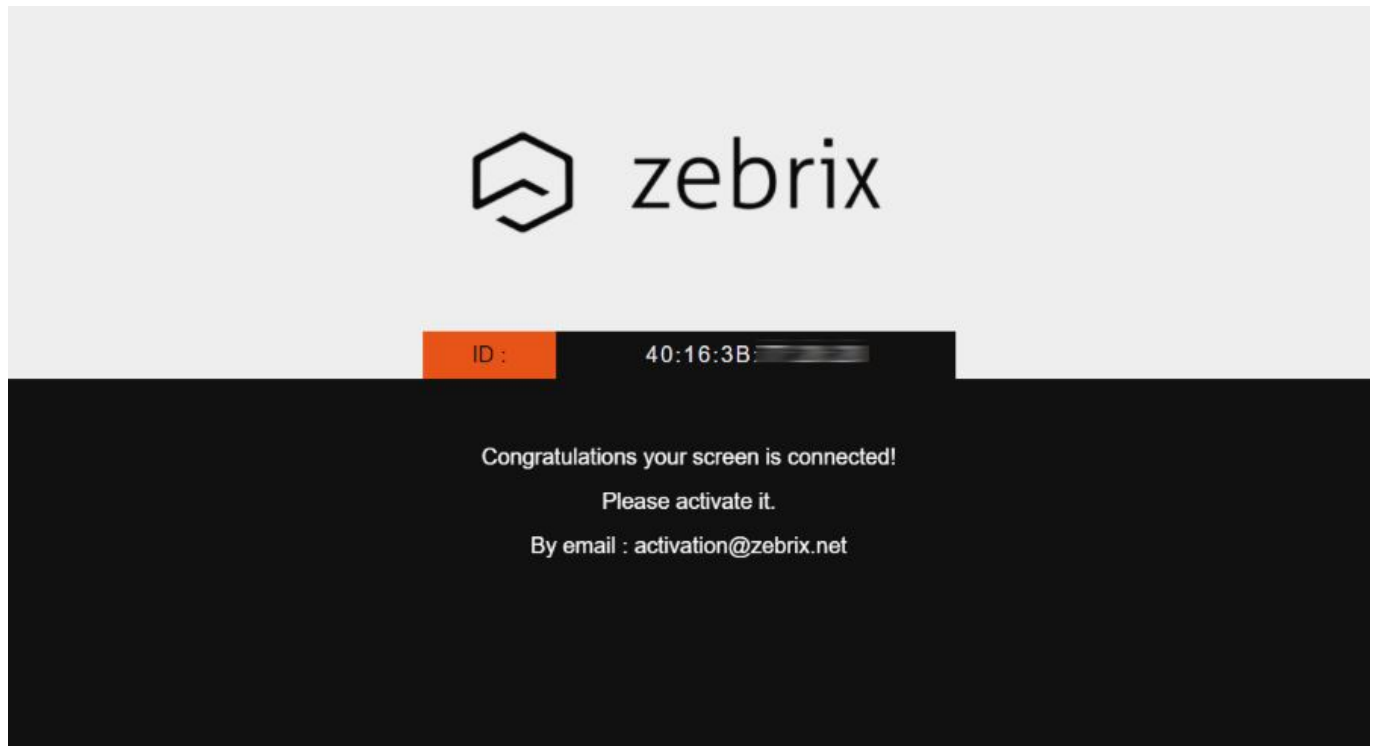 zebrix
ID : 40:16:3B:
Congratulations your screen is connected!
Please activate it.
By email : activation@zebrix.net